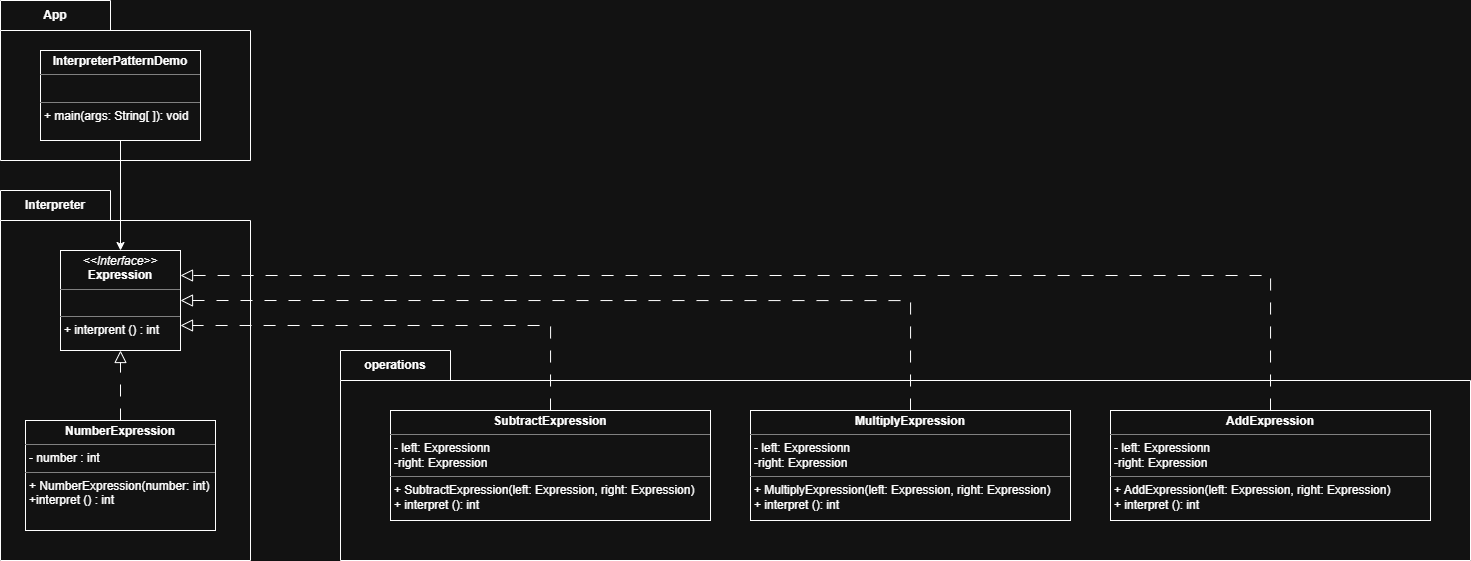 App
InterpreterPatternDemo
+ main(args: String[ ]): void
Interpreter
<<Interface>>
Expression
+ interprent () : int
NumberExpression
- number : int
+ NumberExpression(number: int)
+interpret () : int
operations
SubtractExpression
- left: Expressionn
-right: Expression
+ SubtractExpression(left: Expression, right: Expression)
+ interpret (): int
MultiplyExpression
- left: Expressionn
-right: Expression
+ MultiplyExpression(left: Expression, right: Expression)
+ interpret (): int
AddExpression
- left: Expressionn
-right: Expression
+ AddExpression(left: Expression, right: Expression)
+ interpret (): int